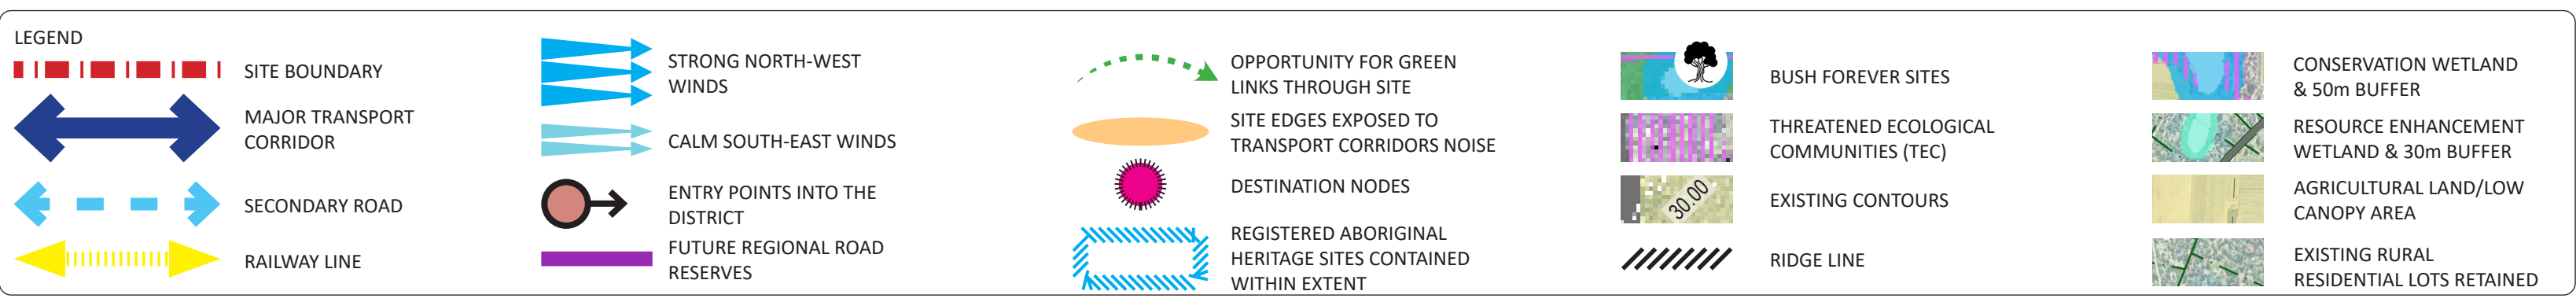 LEGEND
SITE BOUNDARY
MAJOR TRANSPORT
CORRIDOR
SECONDARY ROAD
RAILWAY LINE
STRONG NORTH-WEST
WINDS
CALM SOUTH-EAST WINDS
ENTRY POINTS INTO THE
DISTRICT
FUTURE REGIONAL ROAD
RESERVES
OPPORTUNITY FOR GREEN
LINKS THROUGH SITE
SITE EDGES EXPOSED TO
TRANSPORT CORRIDORS NOISE
DESTINATION NODES
REGISTERED ABORIGINAL
HERITAGE SITES CONTAINED
WITHIN EXTENT
BUSH FOREVER SITES
THREATENED ECOLOGICAL
COMMUNITIES (TEC)
30.00
EXISTING CONTOURS
RIDGE LINE
CONSERVATION WETLAND
& 50m BUFFER
RESOURCE ENHANCEMENT
WETLAND & 30m BUFFER
AGRICULTURAL LAND/LOW
CANOPY AREA
EXISTING RURAL
RESIDENTIAL LOTS RETAINED